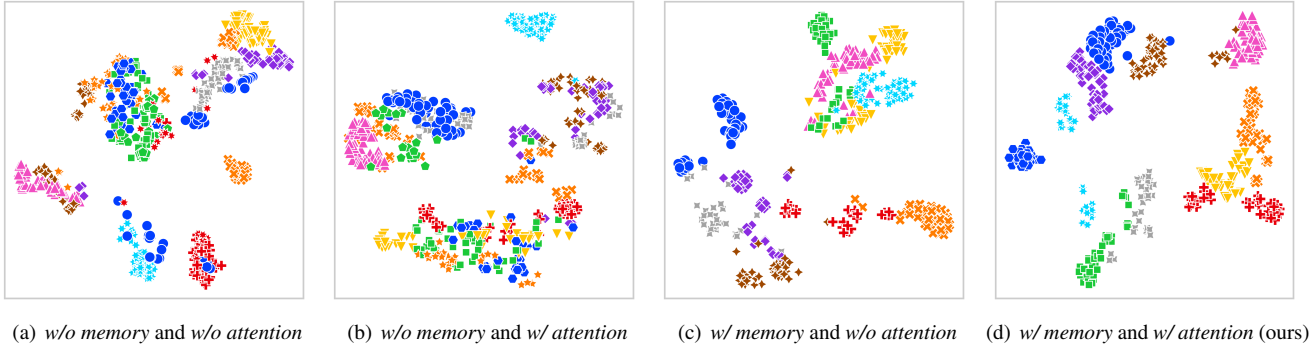 (a) w/o memory and w/o attention
(b) w/o memory and w/ attention
(c) w/ memory and w/o attention
(d) w/ memory and w/ attention (ours)